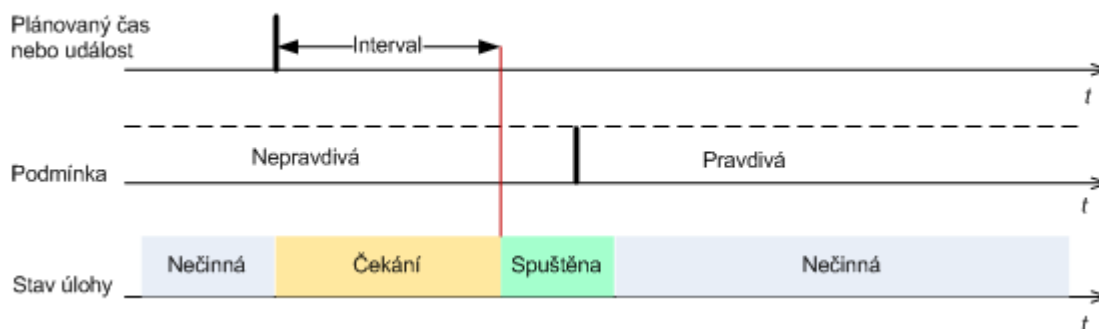 Plánovaný čas
nebo událost
Interval
t
Podmínka
Nepravdivá
Pravdivá
t
Stav úlohy
Nečinná
Čekání
Spuštěna
Nečinná
t